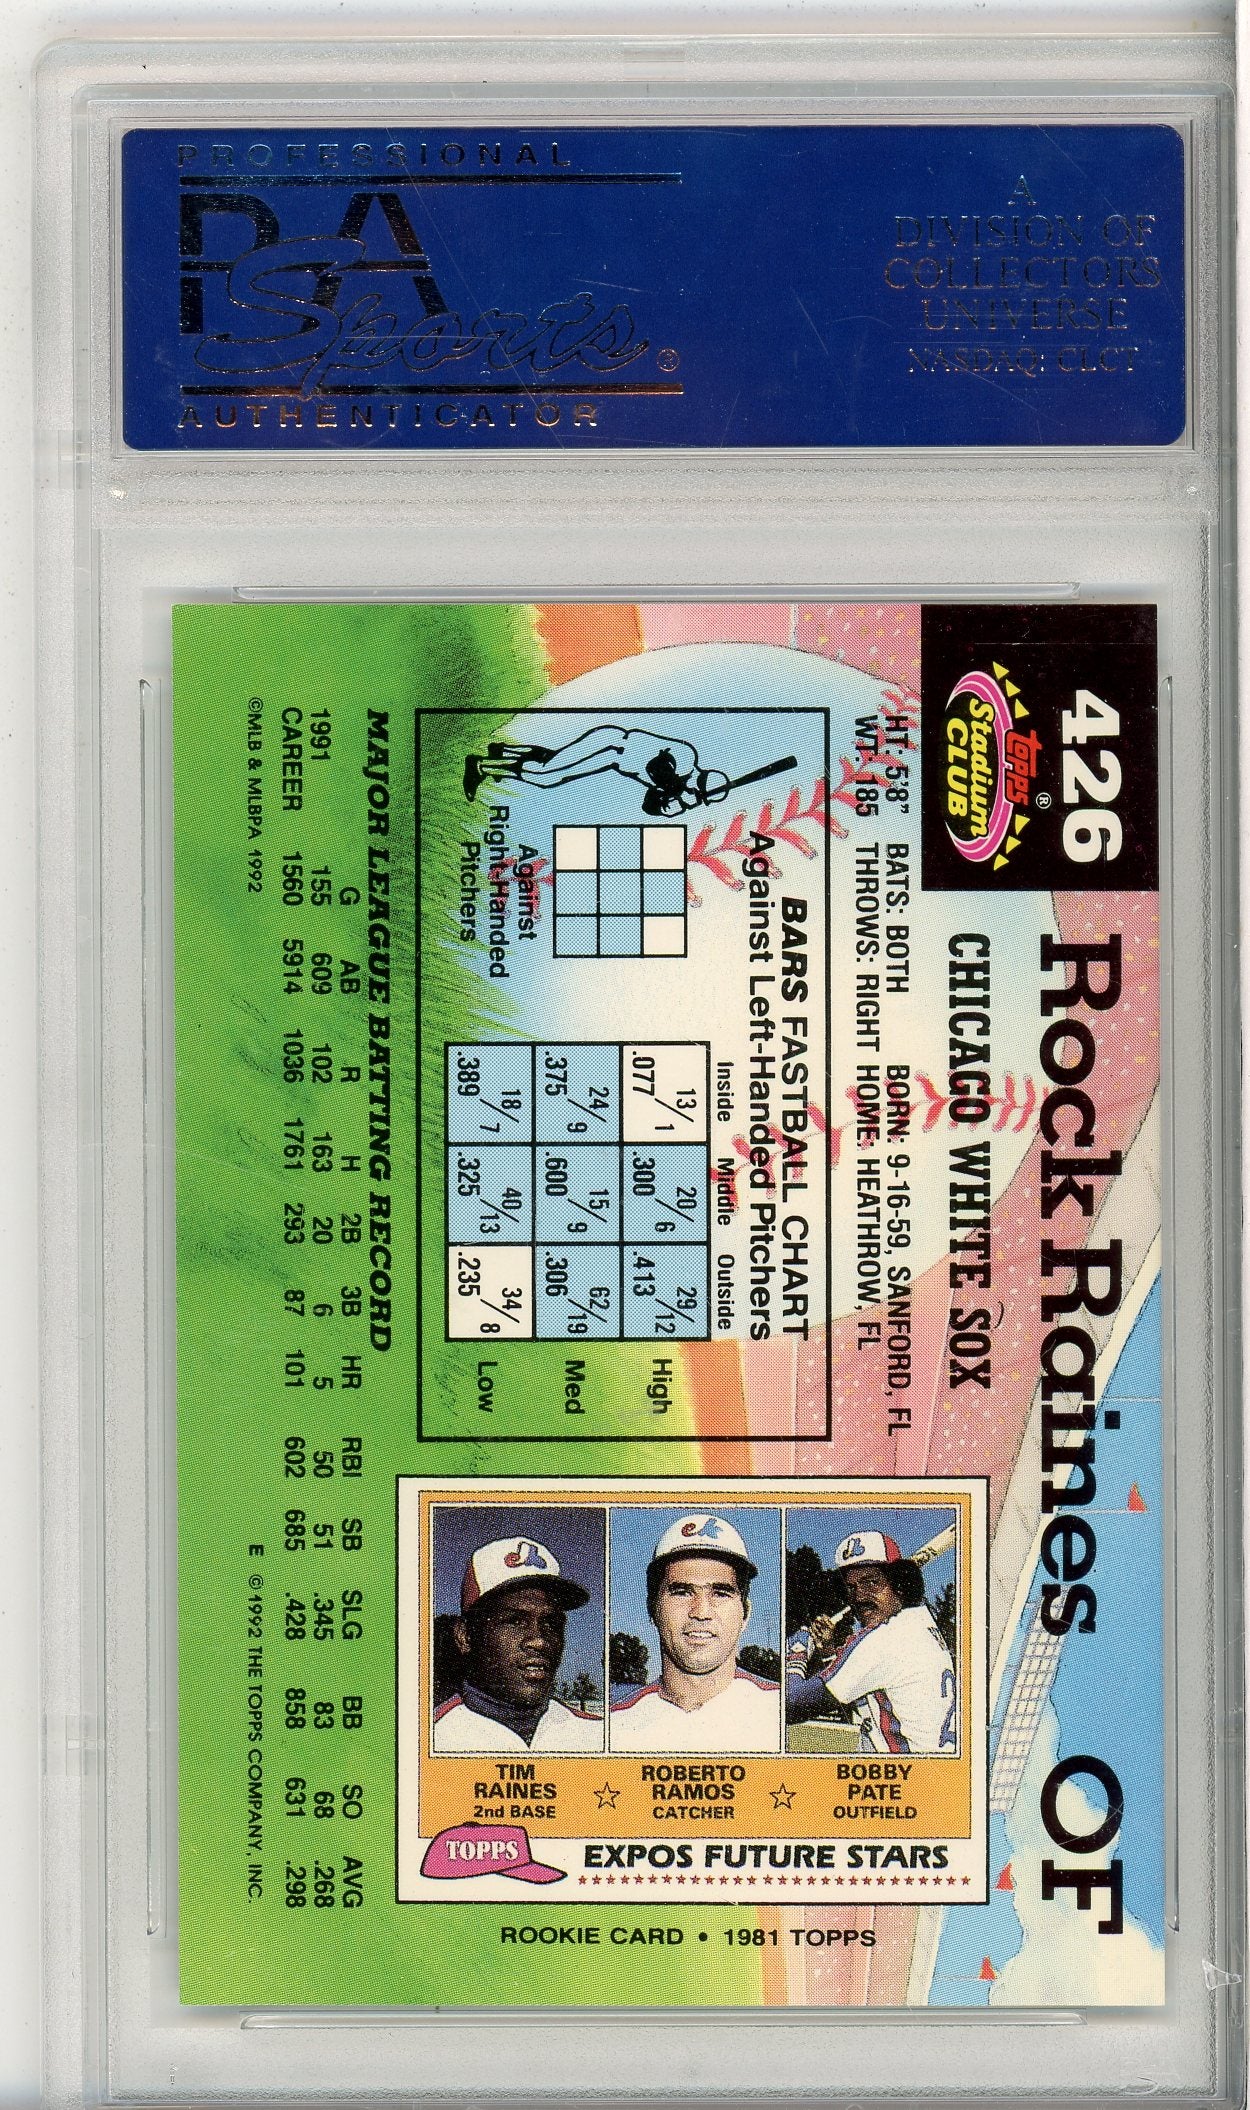 PROFESSIONAL
PSA
Sports®
AUTHENTICATOR
A
DIVISION OF
COLLECTORS
UNIVERSE
NASDAQ: CLCT
426
Topps®
Stadium
CLUB
Rock Raines OF
CHICAGO WHITE SOX
HT: 5'8" BATS: BOTH BORN: 9-16-59, SANFORD, FL
WT: 185 THROWS: RIGHT HOME: HEATHROW, FL
BARS FASTBALL CHART
Against Left-Handed Pitchers
Inside Middle Outside
13/1 20/6 29/12
.077 .300 .413 High
24/9 15/9 62/19
.375 .600 .306 Med
18/7 40/13 34/8
.389 .325 .235 Low
Against
Right-Handed
Pitchers
TIM
RAINES
2nd BASE
ROBERTO
RAMOS
CATCHER
BOBBY
PATE
OUTFIELD
TOPPS
EXPOS FUTURE STARS
ROOKIE CARD • 1981 TOPPS
MAJOR LEAGUE BATTING RECORD
G AB R H 2B 3B HR RBI SB SLG BB SO AVG
1991 155 609 102 163 20 6 5 50 51 .345 83 68 .268
CAREER 1560 5914 1036 1761 293 87 101 602 685 .428 858 631 .298
©MLB & MLBPA 1992 E ©1992 THE TOPPS COMPANY, INC.